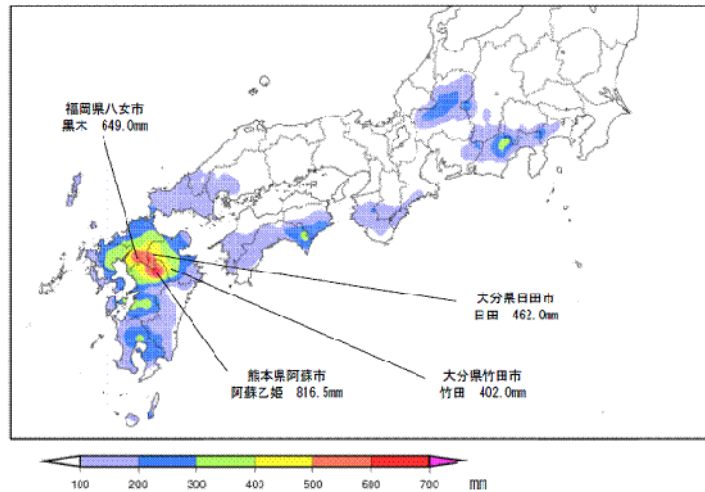 福岡県八女市
黒木 649.0mm
大分県日田市
日田 462.0mm
熊本県阿蘇市
阿蘇乙姫 816.5mm
大分県竹田市
竹田 402.0mm
100 200 300 400 500 600 700 mm